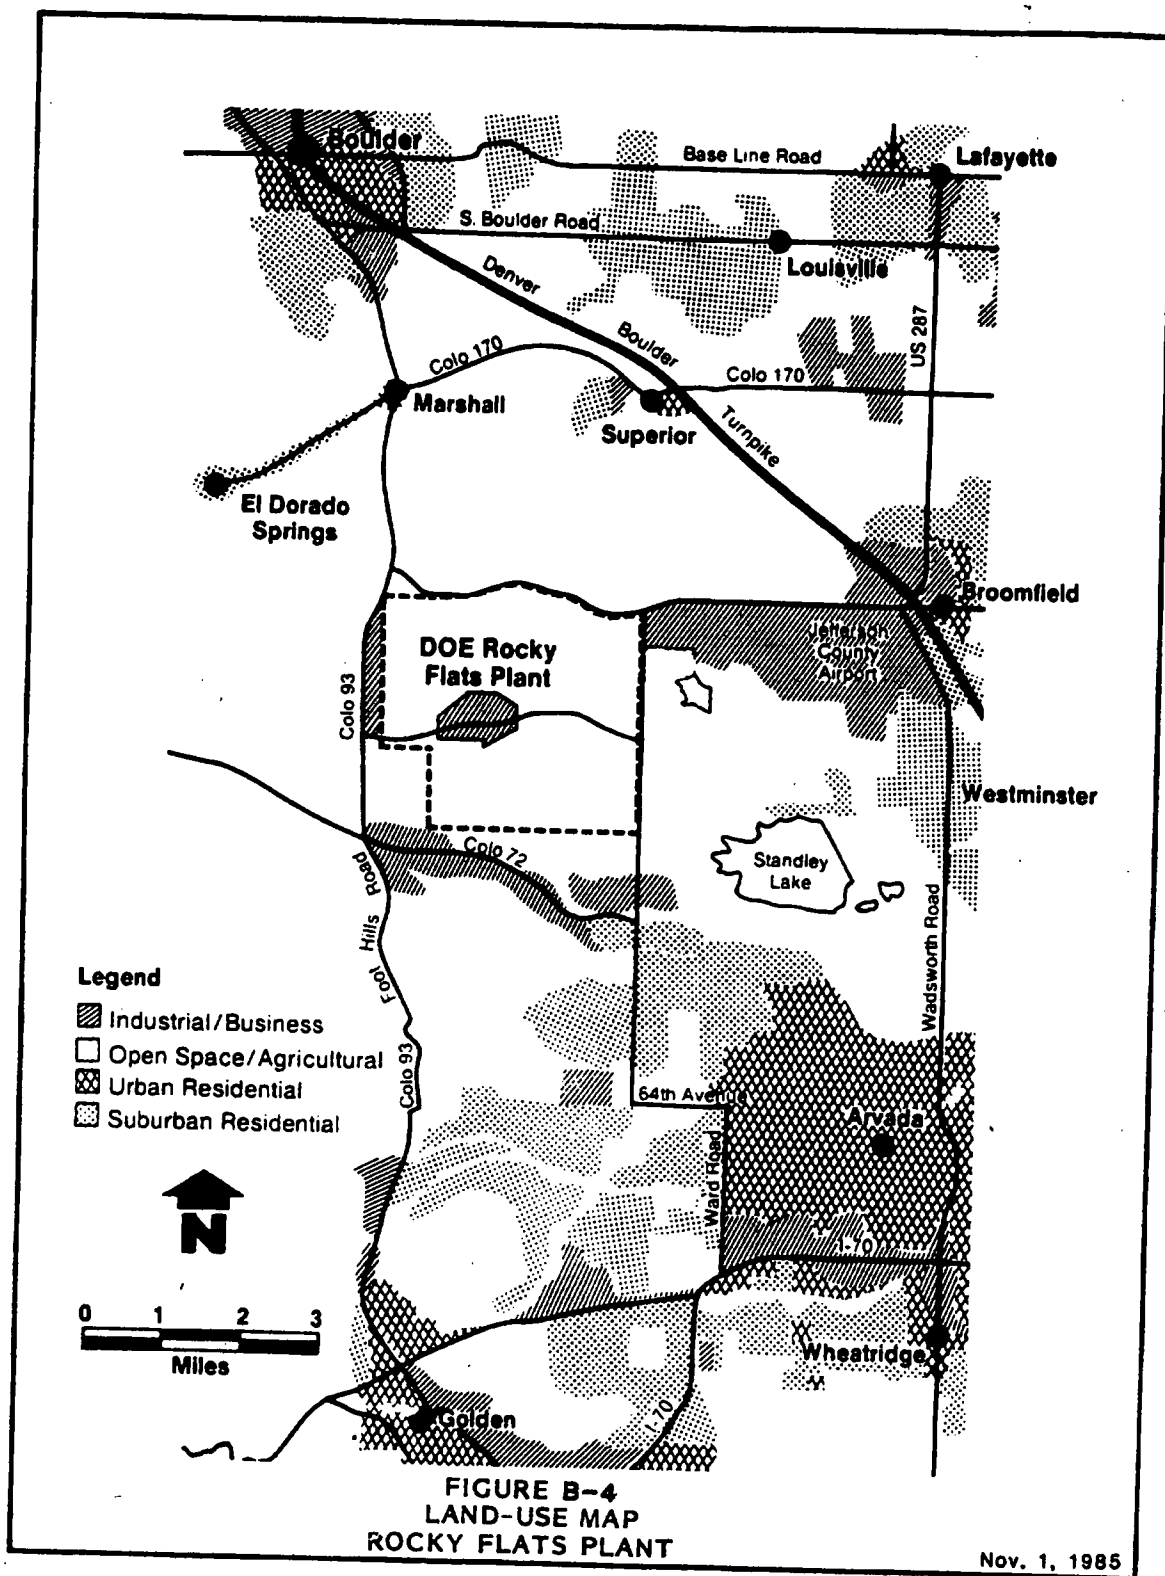 Boulder
Base Line Road
Lafayette
S. Boulder Road
Louisville
Denver
Boulder
Turnpike
US 287
Colo 170
Colo 170
Marshall
Superior
El Dorado
Springs
Broomfield
Jefferson
County
Airport
DOE Rocky
Flats Plant
Colo 93
Westminster
Standley
Lake
Colo 72
Foot Hills Road
Wadsworth Road
Legend
Industrial/Business
Open Space/Agricultural
Urban Residential
Suburban Residential
Colo 93
64th Avenue
Arvada
Ward Road
I-70
N
0 1 2 3
Miles
Wheatridge
Golden
I-70
FIGURE B-4
LAND-USE MAP
ROCKY FLATS PLANT
Nov. 1, 1985